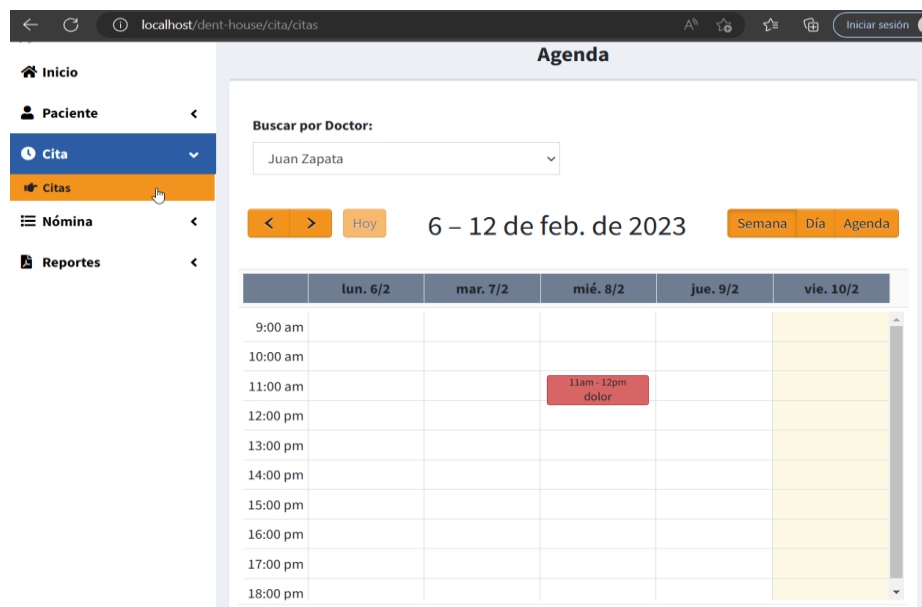 localhost/dent-house/cita/citas
Iniciar sesión
Inicio
Paciente
Cita
Citas
Nómina
Reportes
Agenda
Buscar por Doctor:
Juan Zapata
Hoy
6 – 12 de feb. de 2023
Semana Día Agenda
lun. 6/2 mar. 7/2 mié. 8/2 jue. 9/2 vie. 10/2
9:00 am
10:00 am
11:00 am
11am - 12pm
dolor
12:00 pm
13:00 pm
14:00 pm
15:00 pm
16:00 pm
17:00 pm
18:00 pm